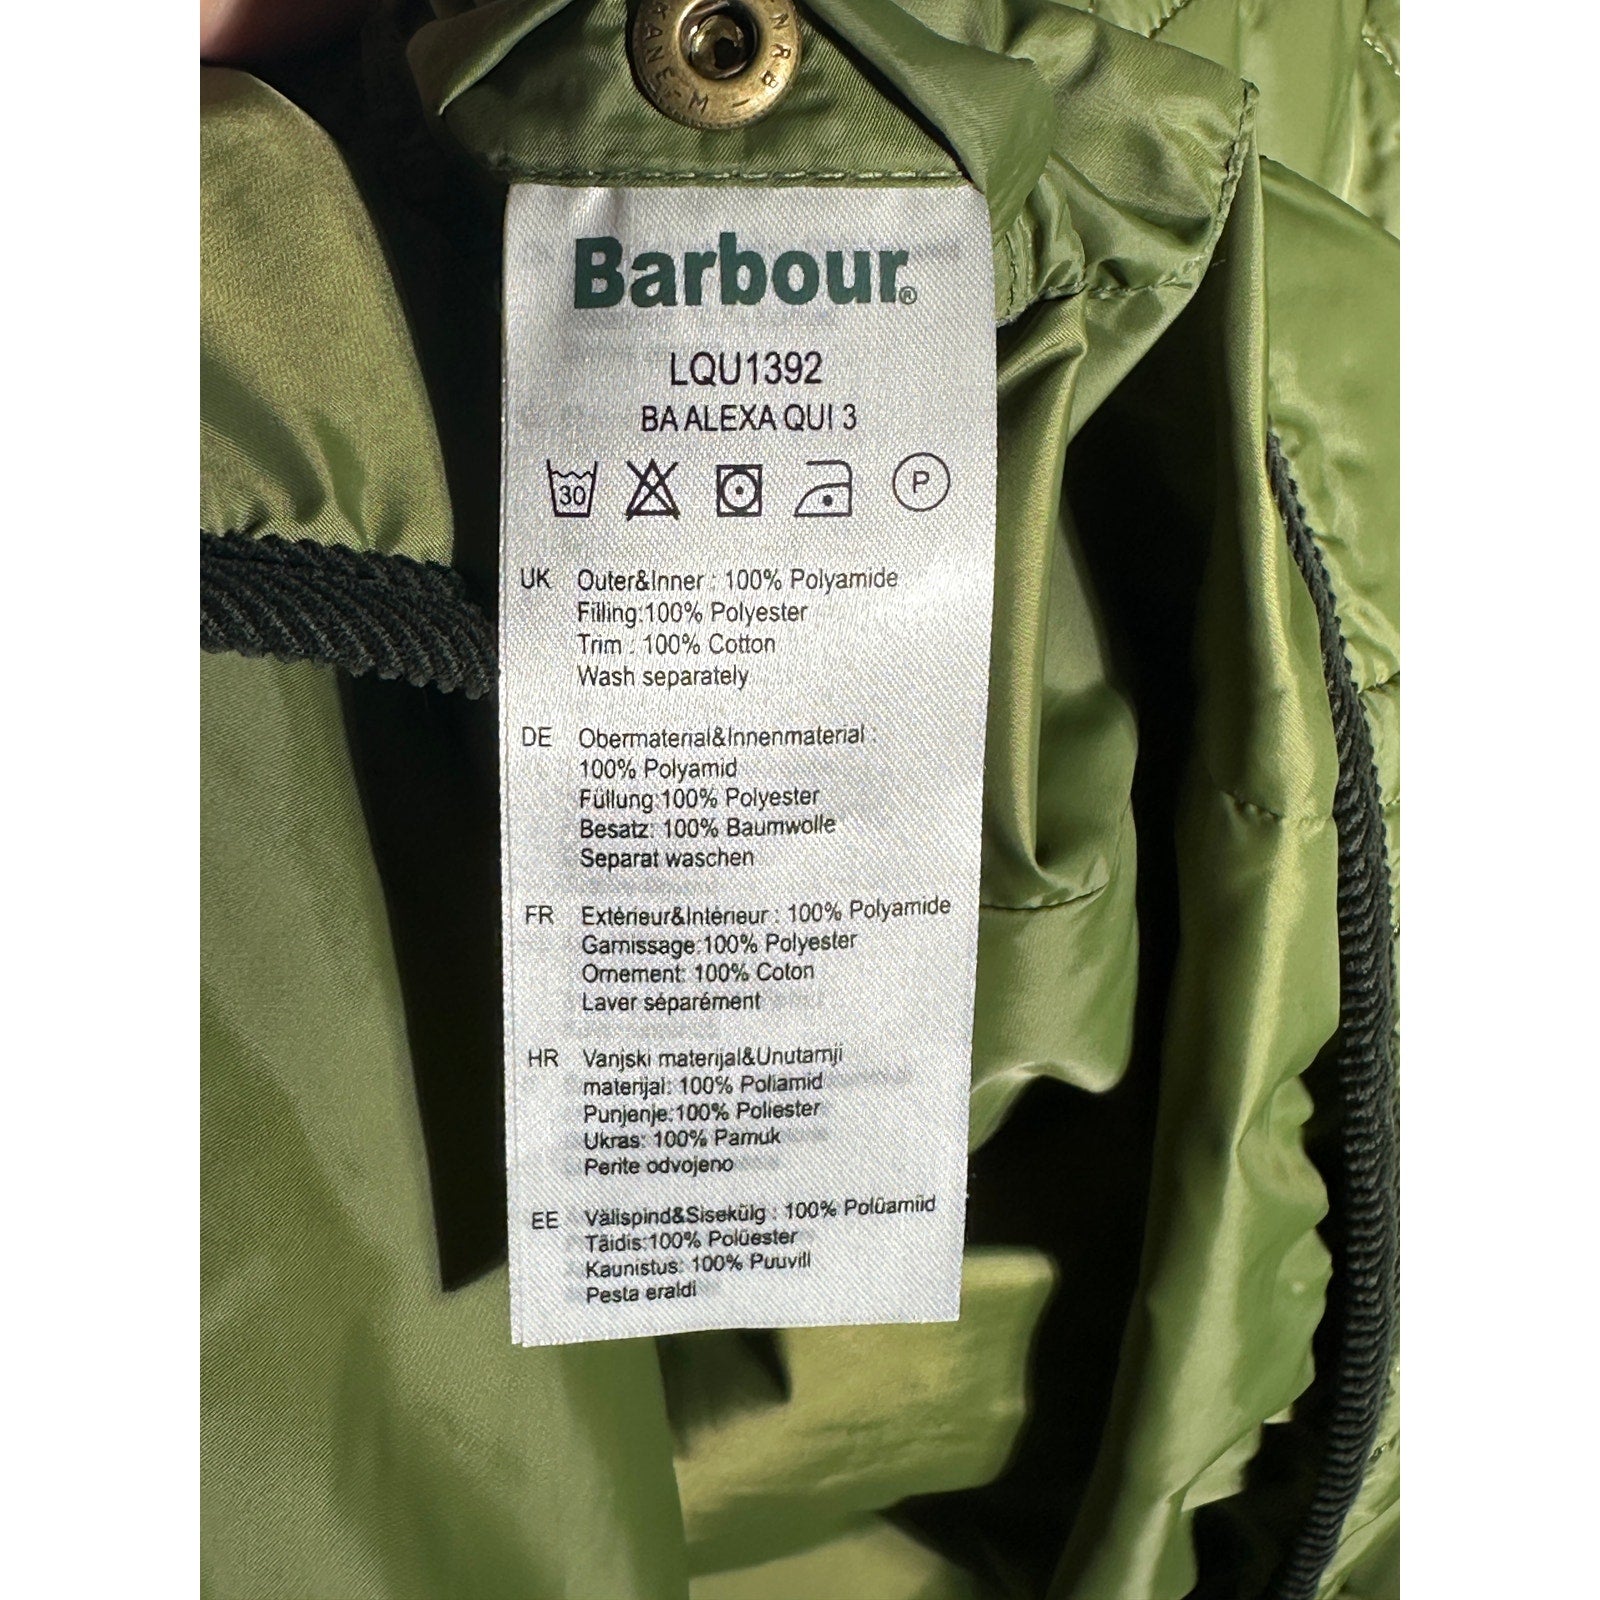 Barbour®
LQU1392
BA ALEXA QUI 3
30 P
UK Outer&Inner : 100% Polyamide
Filling:100% Polyester
Trim : 100% Cotton
Wash separately
DE Obermaterial&Innenmaterial :
100% Polyamid
Füllung:100% Polyester
Besatz: 100% Baumwolle
Separat waschen
FR Extérieur&Intérieur : 100% Polyamide
Garnissage:100% Polyester
Ornement: 100% Coton
Laver séparément
HR Vanjski materijal&Unutarnji
materijal: 100% Poliamid
Punjenje:100% Poliester
Ukras: 100% Pamuk
Perite odvojeno
EE Välispind&Sisekülg : 100% Polüamiid
Täidis:100% Polüester
Kaunistus: 100% Puuvill
Pesta eraldi